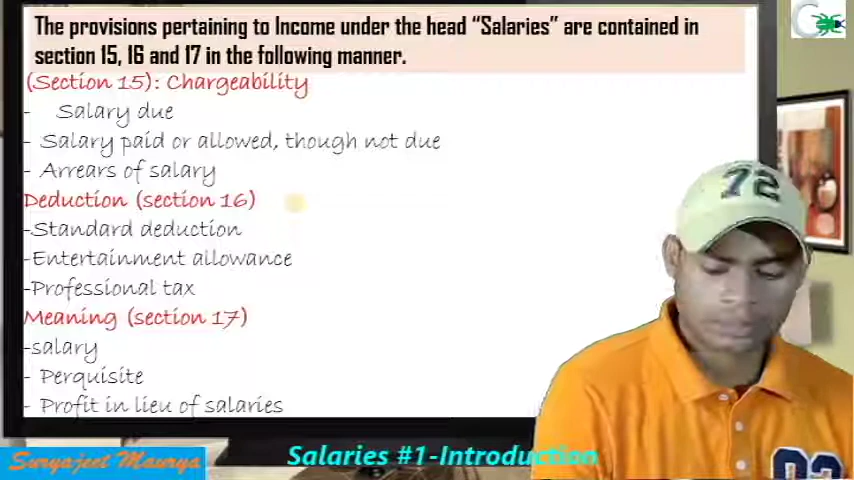 The provisions pertaining to Income under the head “Salaries” are contained in
section 15, 16 and 17 in the following manner.
(Section 15): Chargeability
- Salary due
- Salary paid or allowed, though not due
- Arrears of salary
Deduction (section 16)
-Standard deduction
-Entertainment allowance
-Professional tax
Meaning (section 17)
-salary
- Perquisite
- Profit in lieu of salaries
72
Suryajeet Maurya
Salaries #1-Introduction